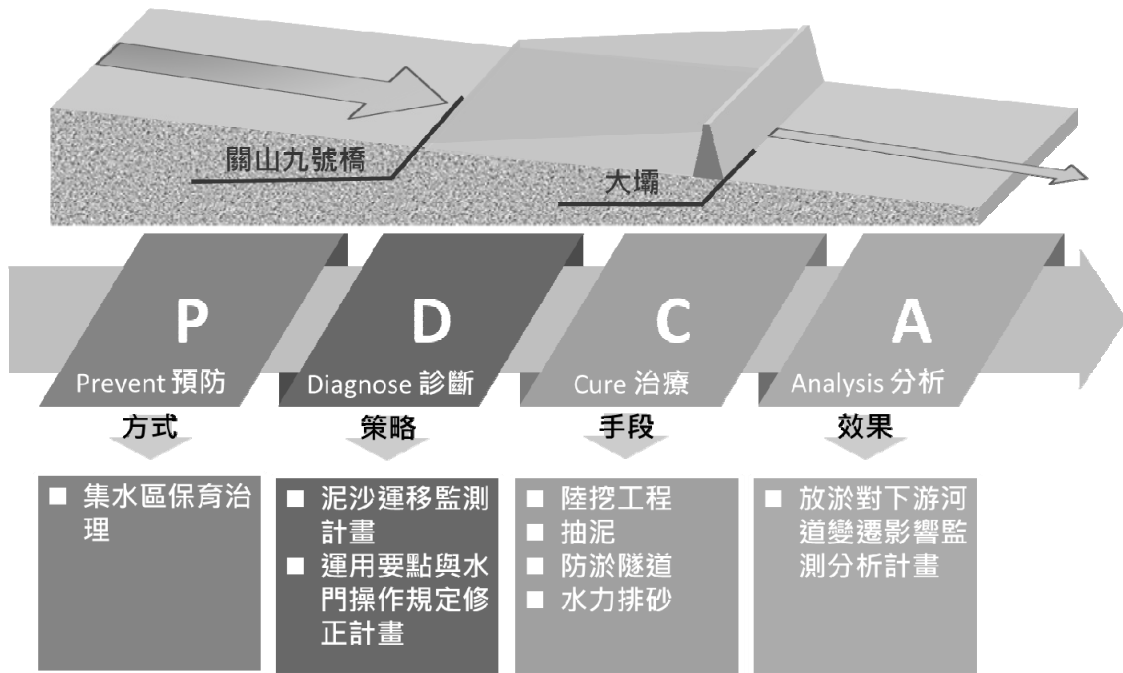 關山九號橋
大壩
P
Prevent 預防
D
Diagnose 診斷
C
Cure 治療
A
Analysis 分析
方式
策略
手段
效果
■ 集水區保育治
理
■ 泥沙運移監測
計畫
■ 運用要點與水
門操作規定修
正計畫
■ 陸挖工程
■ 抽泥
■ 防淤隧道
■ 水力排砂
■ 放淤對下游河
道變遷影響監
測分析計畫